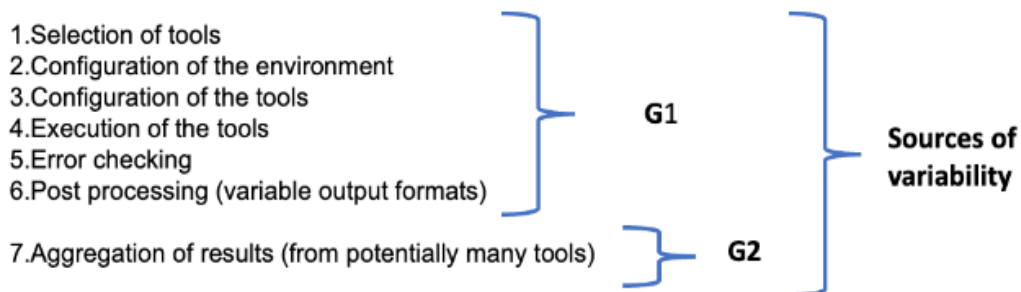 1.Selection of tools
2.Configuration of the environment
3.Configuration of the tools
4.Execution of the tools
5.Error checking
6.Post processing (variable output formats)
G1
Sources of
variability
7.Aggregation of results (from potentially many tools)
G2